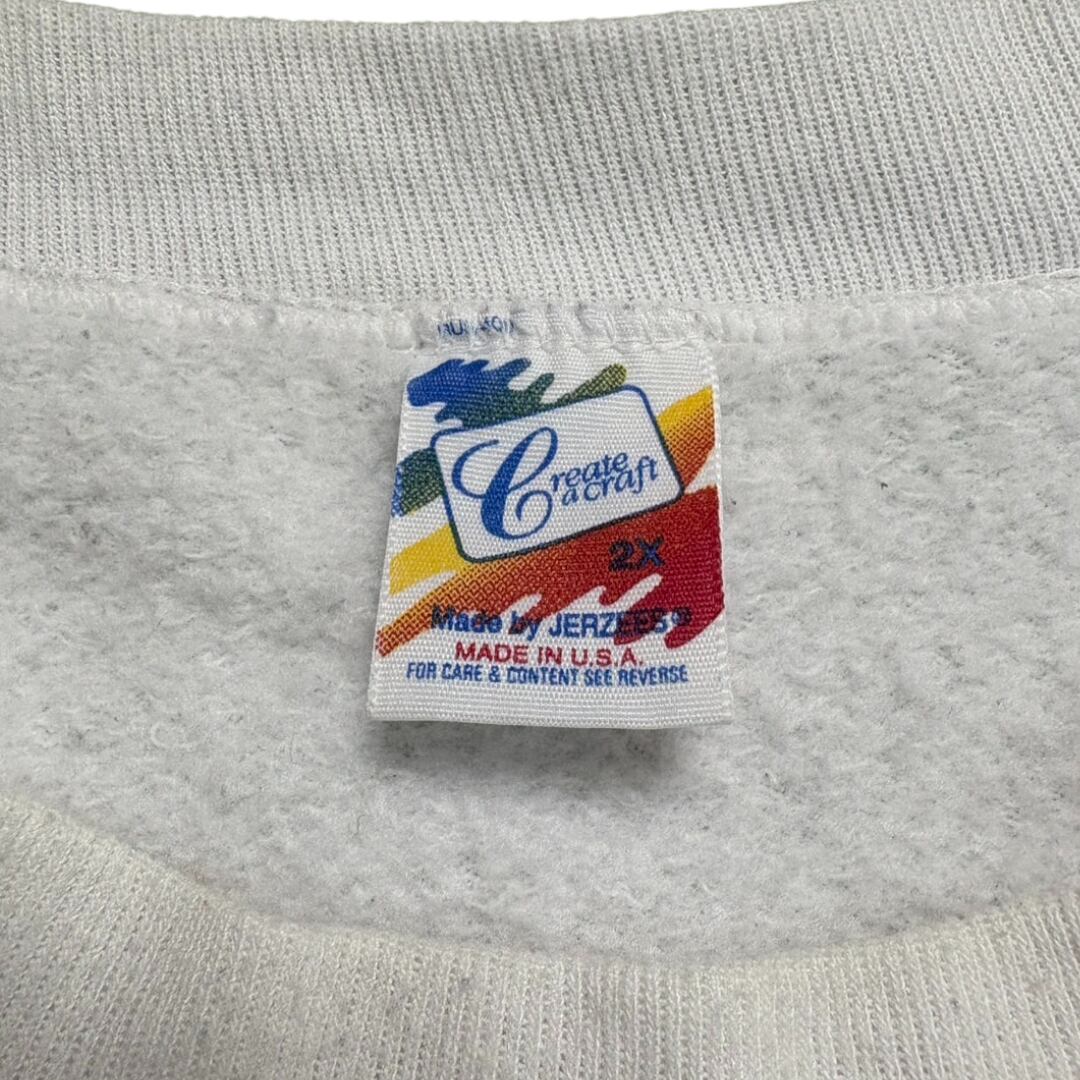 Create
a craft
2X
Made by JERZEES®
MADE IN U.S.A.
FOR CARE & CONTENT SEE REVERSE